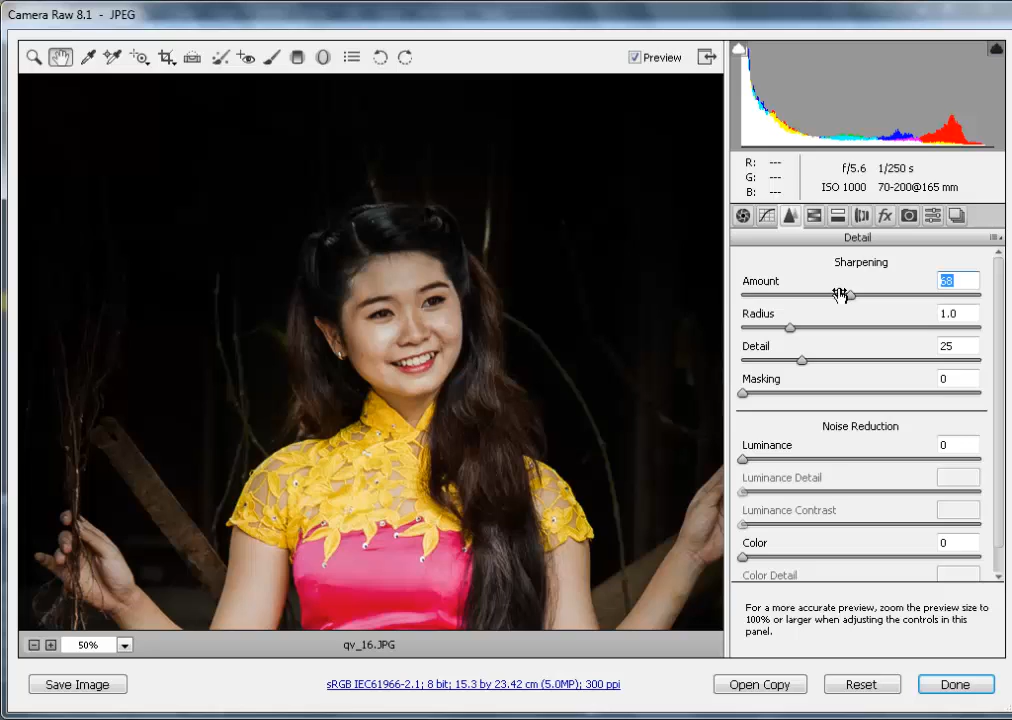 Camera Raw 8.1 - JPEG
Preview
R: ---
G: ---
B: ---
f/5.6 1/250 s
ISO 1000 70-200@165 mm
fx
Detail
Sharpening
Amount 68
Radius 1.0
Detail 25
Masking 0
Noise Reduction
Luminance 0
Luminance Detail
Luminance Contrast
Color 0
Color Detail
For a more accurate preview, zoom the preview size to
100% or larger when adjusting the controls in this
panel.
50% qv_16.JPG
Save Image sRGB IEC61966-2.1; 8 bit; 15.3 by 23.42 cm (5.0MP); 300 ppi Open Copy Reset Done